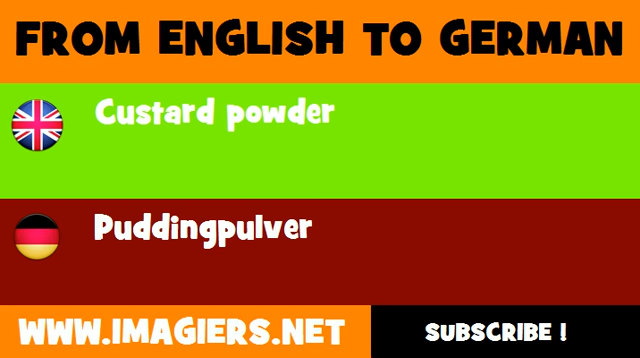 FROM ENGLISH TO GERMAN
Custard powder
Puddingpulver
WWW.IMAGIERS.NET
SUBSCRIBE !